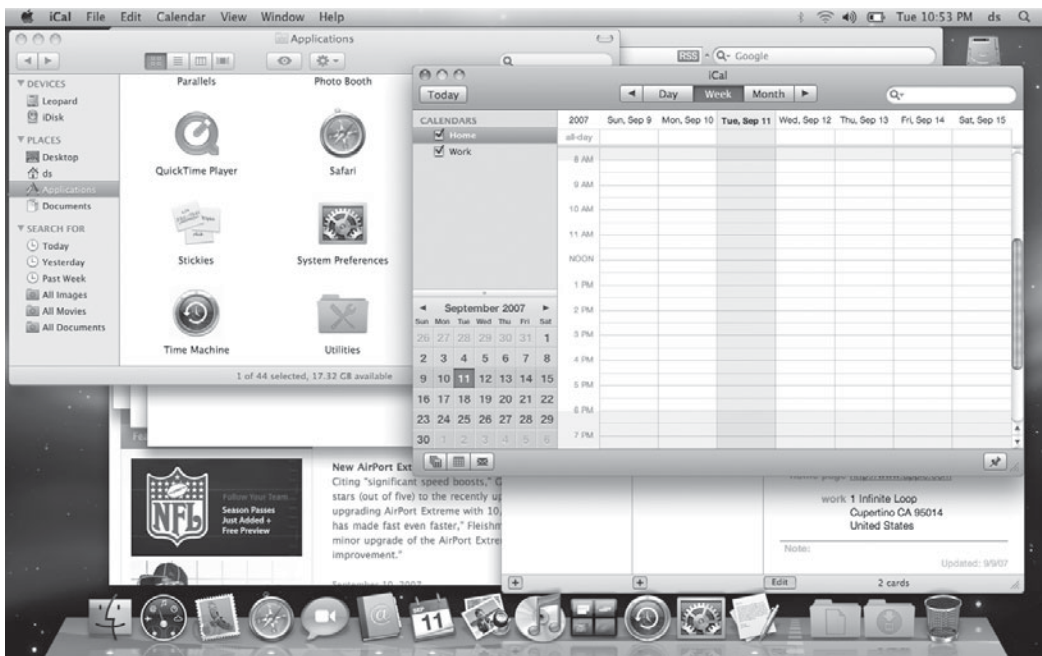 iCal File Edit Calendar View Window Help
Tue 10:53 PM ds
Applications
DEVICES
Leopard
iDisk
PLACES
Desktop
ds
Applications
Documents
SEARCH FOR
Today
Yesterday
Past Week
All Images
All Movies
All Documents
Parallels Photo Booth
QuickTime Player Safari
Stickies System Preferences
Time Machine Utilities
1 of 44 selected, 17.32 GB available
RSS Google
iCal
Today
Day Week Month
CALENDARS
Home
Work
2007 Sun, Sep 9 Mon, Sep 10 Tue, Sep 11 Wed, Sep 12 Thu, Sep 13 Fri, Sep 14 Sat, Sep 15
all-day
8 AM
9 AM
10 AM
11 AM
NOON
1 PM
2 PM
3 PM
4 PM
5 PM
6 PM
7 PM
September 2007
Sun Mon Tue Wed Thu Fri Sat
26 27 28 29 30 31 1
2 3 4 5 6 7 8
9 10 11 12 13 14 15
16 17 18 19 20 21 22
23 24 25 26 27 28 29
30 1 2 3 4 5 6
NFL
Follow Your Team...
Season Passes
Just Added +
Free Preview
New AirPort Ext
Citing "significant speed boosts," G
stars (out of five) to the recently up
upgrading AirPort Extreme with 10,
has made fast even faster," Fleishm
minor upgrade of the AirPort Extre
improvement."
September 10, 2007
work 1 Infinite Loop
Cupertino CA 95014
United States
Note:
Updated: 9/9/07
Edit 2 cards
SEP
11